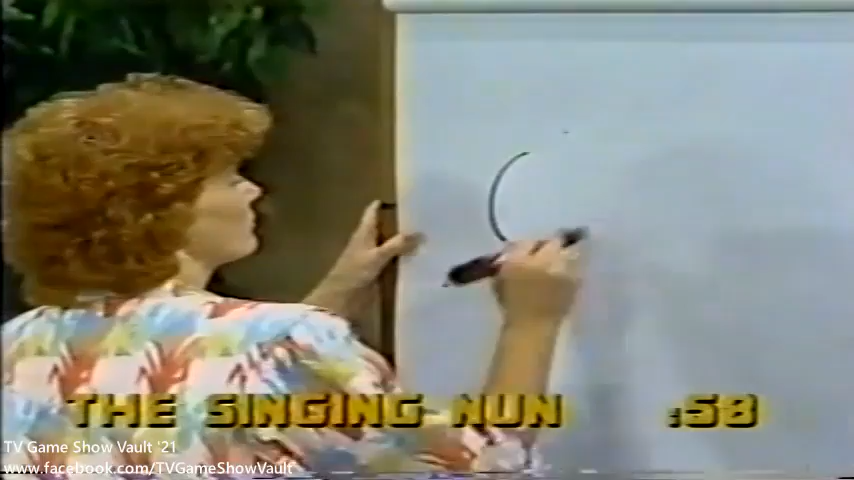 THE SINGING NUN :58
TV Game Show Vault '21
www.facebook.com/TVGameShowVault